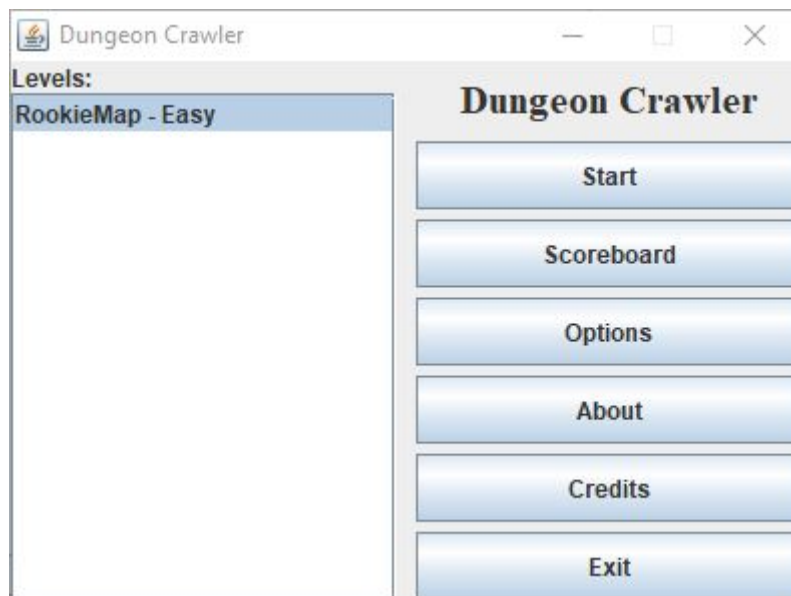 Dungeon Crawler
Levels:
RookieMap - Easy
Dungeon Crawler
Start
Scoreboard
Options
About
Credits
Exit